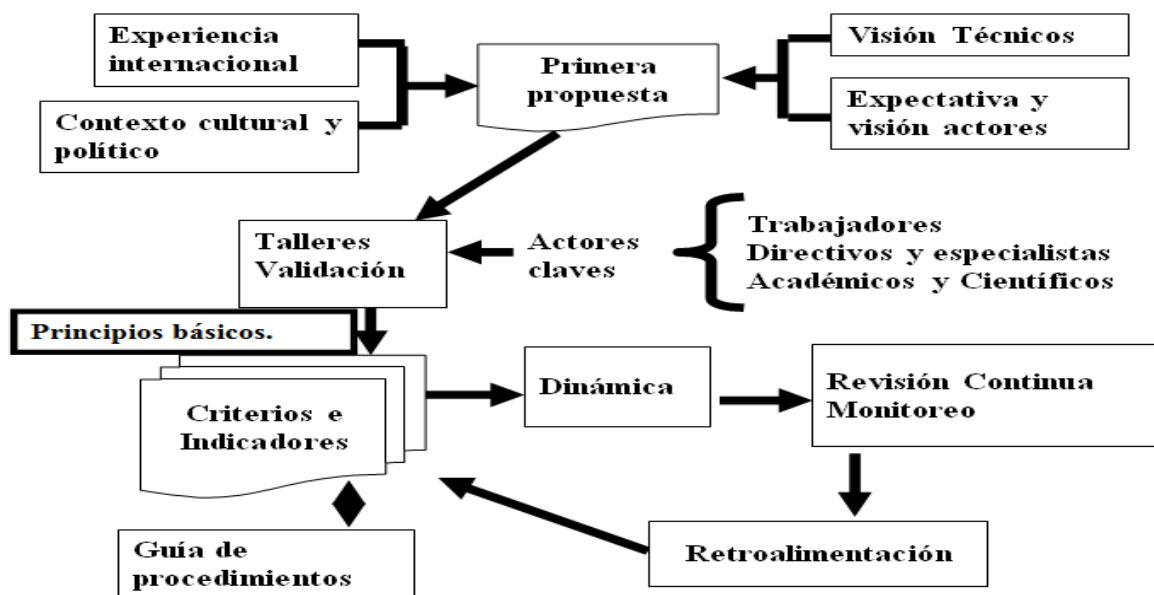 Experiencia
internacional
Contexto cultural y
político
Primera
propuesta
Visión Técnicos
Expectativa y
visión actores
Talleres
Validación
Actores
claves
Trabajadores
Directivos y especialistas
Académicos y Científicos
Principios básicos.
Criterios e
Indicadores
Dinámica
Revisión Continua
Monitoreo
Guía de
procedimientos
Retroalimentación